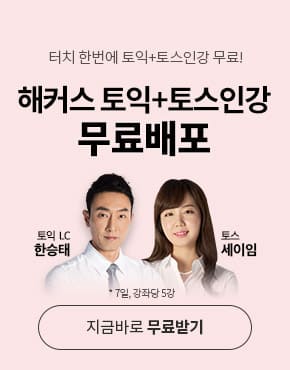 터치 한번에 토익+토스인강 무료!
해커스 토익+토스인강
무료배포
토익 LC
한승태
토스
세이임
* 7일, 강좌당 5강
지금바로 무료받기